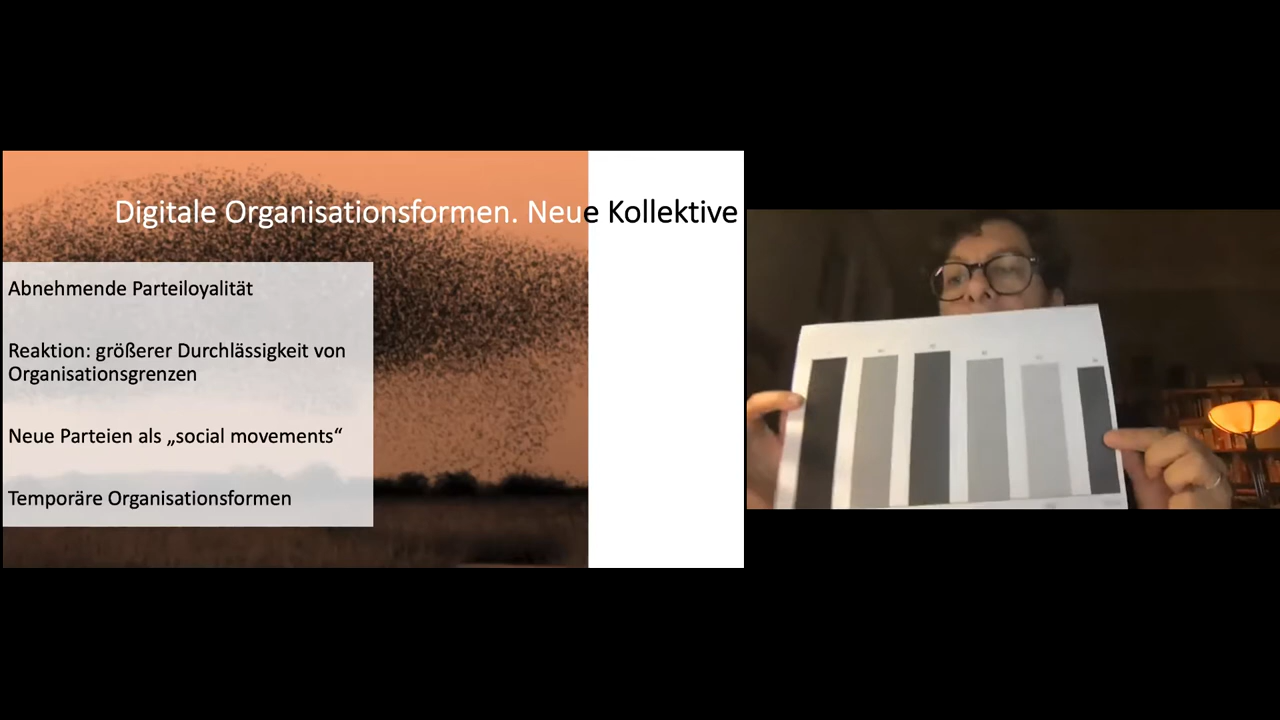 Digitale Organisationsformen. Neue Kollektive
Abnehmende Parteiloyalität
Reaktion: größerer Durchlässigkeit von
Organisationsgrenzen
Neue Parteien als „social movements“
Temporäre Organisationsformen